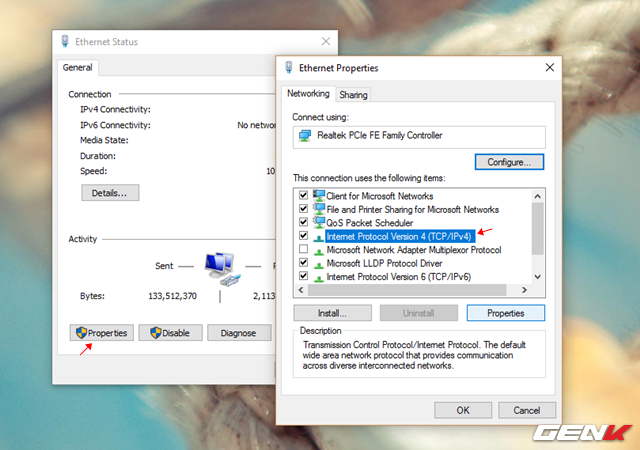 Ethernet Status
General
Connection
IPv4 Connectivity:
IPv6 Connectivity:
No network
Media State:
Duration:
Speed:
10
Details...
Activity
Sent
Bytes:
133,512,370
2,113
Properties
Disable
Diagnose
Ethernet Properties
Networking
Sharing
Connect using:
Realtek PCIe FE Family Controller
Configure...
This connection uses the following items:
Client for Microsoft Networks
File and Printer Sharing for Microsoft Networks
QoS Packet Scheduler
Internet Protocol Version 4 (TCP/IPv4)
Microsoft Network Adapter Multiplexor Protocol
Microsoft LLDP Protocol Driver
Internet Protocol Version 6 (TCP/IPv6)
Install...
Uninstall
Properties
Description
Transmission Control Protocol/Internet Protocol. The default
wide area network protocol that provides communication
across diverse interconnected networks.
OK
Cancel
GENK